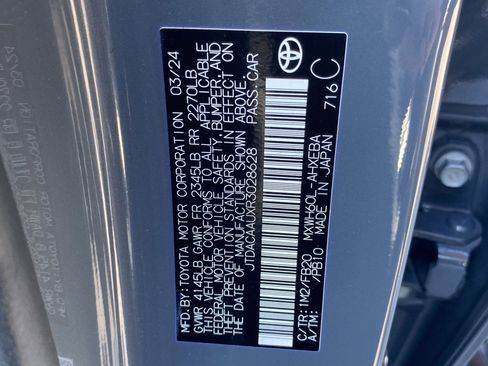 MFD.BY:TOYOTA MOTOR CORPORATION 03/24
GVWR 4145LB GAWR FR 2345LB RR 2270LB
THIS VEHICLE CONFORMS TO ALL APPLICABLE
FEDERAL MOTOR VEHICLE SAFETY, BUMPER, AND
THEFT PREVENTION STANDARDS IN EFFECT ON
THE DATE OF MANUFACTURE SHOWN ABOVE.
JTDACAAUXR3028628 PASS.CAR
C/TR: 1M2/FB20 MXWH60L-AHXEBA
A/TM: /PB10 MADE IN JAPAN
716 C